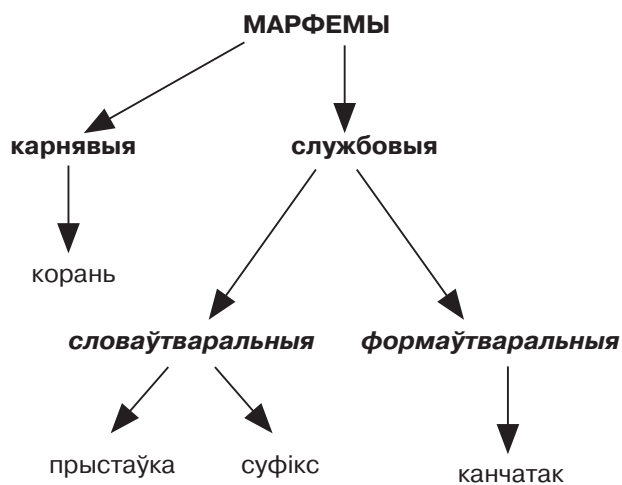 МАРФЕМЫ
карнявыя службовыя
корань
словаўтваральныя формаўтваральныя
прыстаўка суфікс канчатак